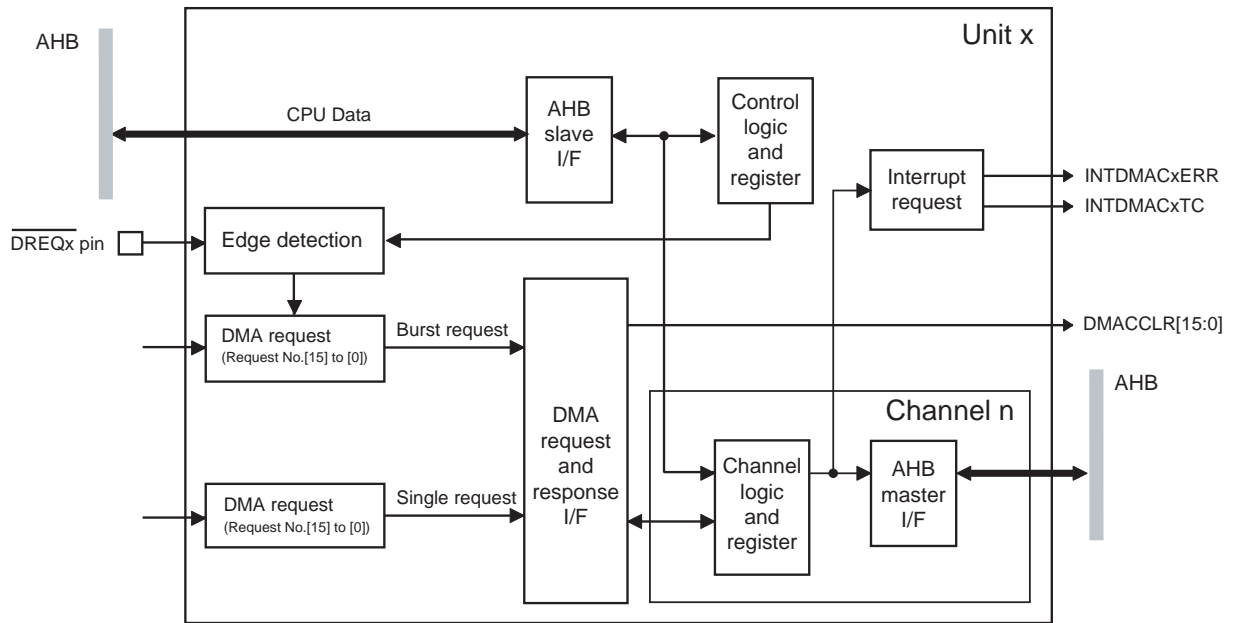 Unit x
AHB
CPU Data
AHB
slave
I/F
Control
logic
and
register
Interrupt
request
INTDMACxERR
INTDMACxTC
DREQx pin
Edge detection
DMA request
(Request No.[15] to [0])
Burst request
DMACCLR[15:0]
DMA
request
and
response
I/F
Channel n
AHB
Channel
logic
and
register
AHB
master
I/F
DMA request
(Request No.[15] to [0])
Single request